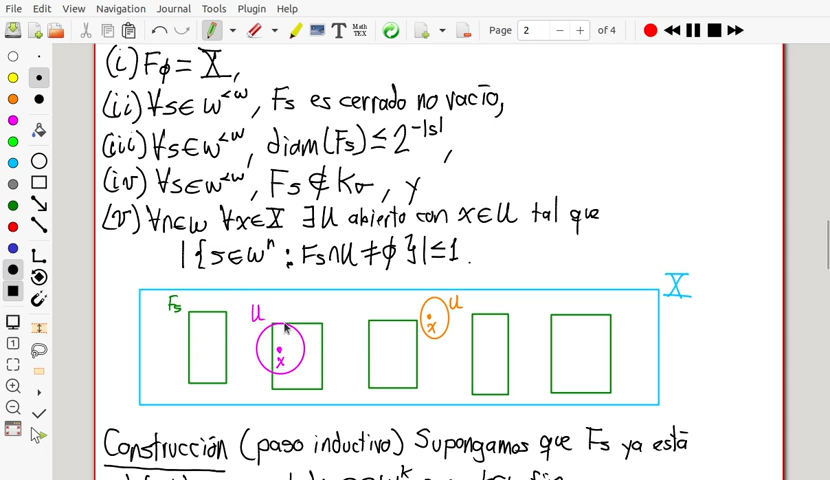 File Edit View Navigation Journal Tools Plugin Help
Math TEX
Page 2 of 4
(i) F∅ = X,
(ii) ∀s∈ω^<ω, Fs es cerrado no vacío,
(iii) ∀s∈ω^<ω, diam(Fs) ≤ 2^-|s|,
(iv) ∀s∈ω^<ω, Fs ∉ Kσ, y
(v) ∀n∈ω ∀x∈X ∃U abierto con x∈U tal que
|{s∈ω^n : Fs∩U≠∅}| ≤ 1.
X
Fs U U
x
x
Construcción (paso inductivo) Supongamos que Fs ya está